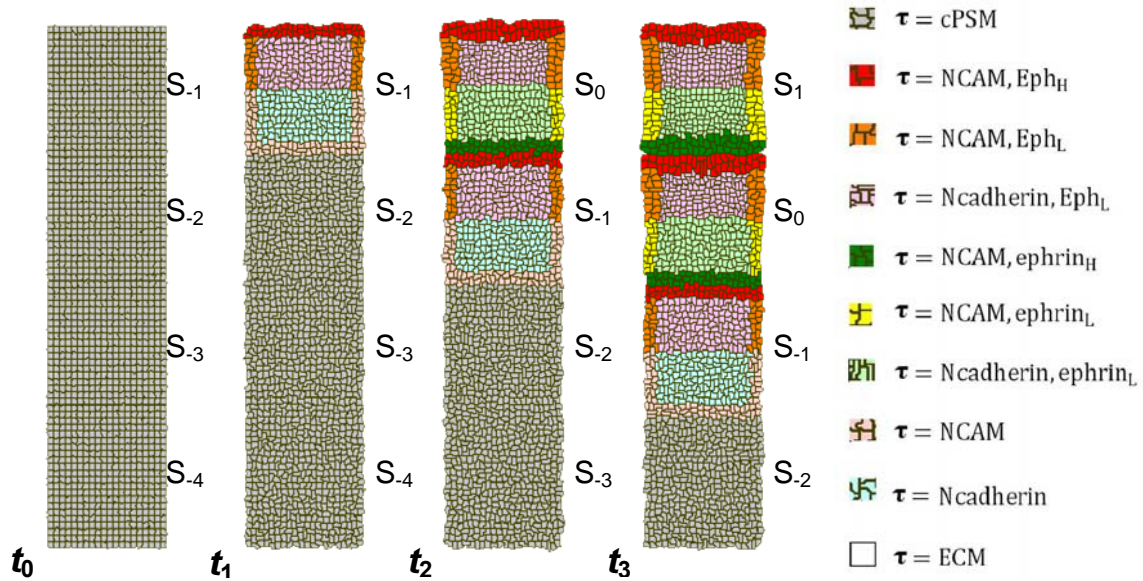 S-1
S-2
S-3
S-4
t0
S-1
S-2
S-3
S-4
t1
S0
S-1
S-2
S-3
t2
S1
S0
S-1
S-2
t3
τ = cPSM
τ = NCAM, EphH
τ = NCAM, EphL
τ = Ncadherin, EphL
τ = NCAM, ephrinH
τ = NCAM, ephrinL
τ = Ncadherin, ephrinL
τ = NCAM
τ = Ncadherin
τ = ECM